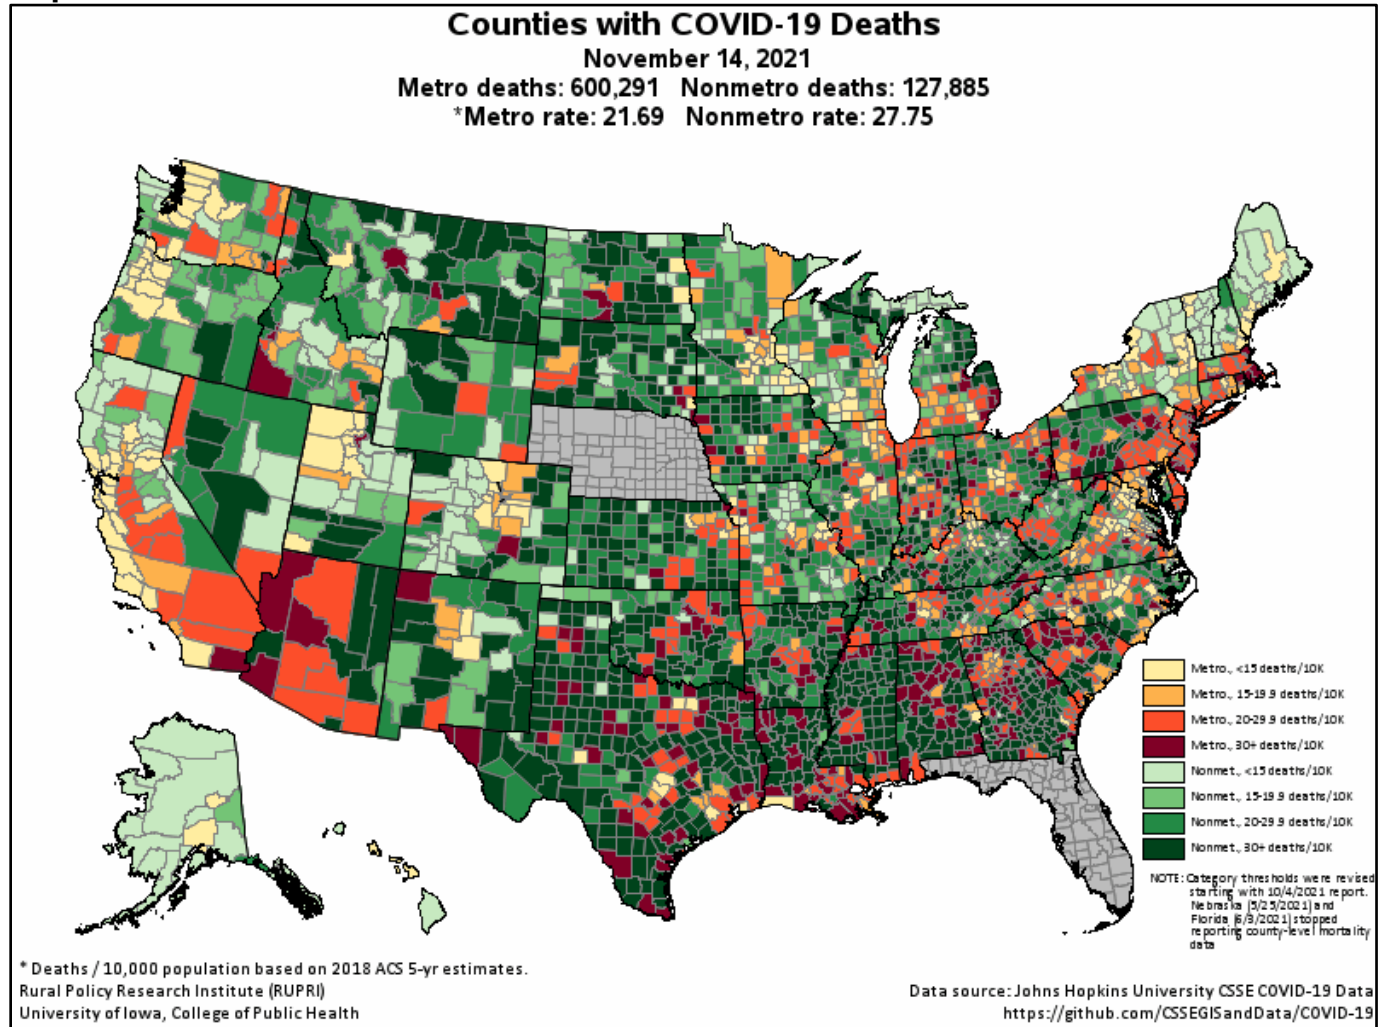 Counties with COVID-19 Deaths
November 14, 2021
Metro deaths: 600,291   Nonmetro deaths: 127,885
*Metro rate: 21.69   Nonmetro rate: 27.75
Metro., <15 deaths/10K
Metro., 15-19.9 deaths/10K
Metro., 20-29.9 deaths/10K
Metro., 30+ deaths/10K
Nonmet., <15 deaths/10K
Nonmet., 15-19.9 deaths/10K
Nonmet., 20-29.9 deaths/10K
Nonmet., 30+ deaths/10K
NOTE: Category thresholds were revised
starting with 10/4/2021 report.
Nebraska (5/25/2021) and
Florida (6/3/2021) stopped
reporting county-level mortality
data
* Deaths / 10,000 population based on 2018 ACS 5-yr estimates.
Rural Policy Research Institute (RUPRI)
University of Iowa, College of Public Health
Data source: Johns Hopkins University CSSE COVID-19 Data
https://github.com/CSSEGISandData/COVID-19